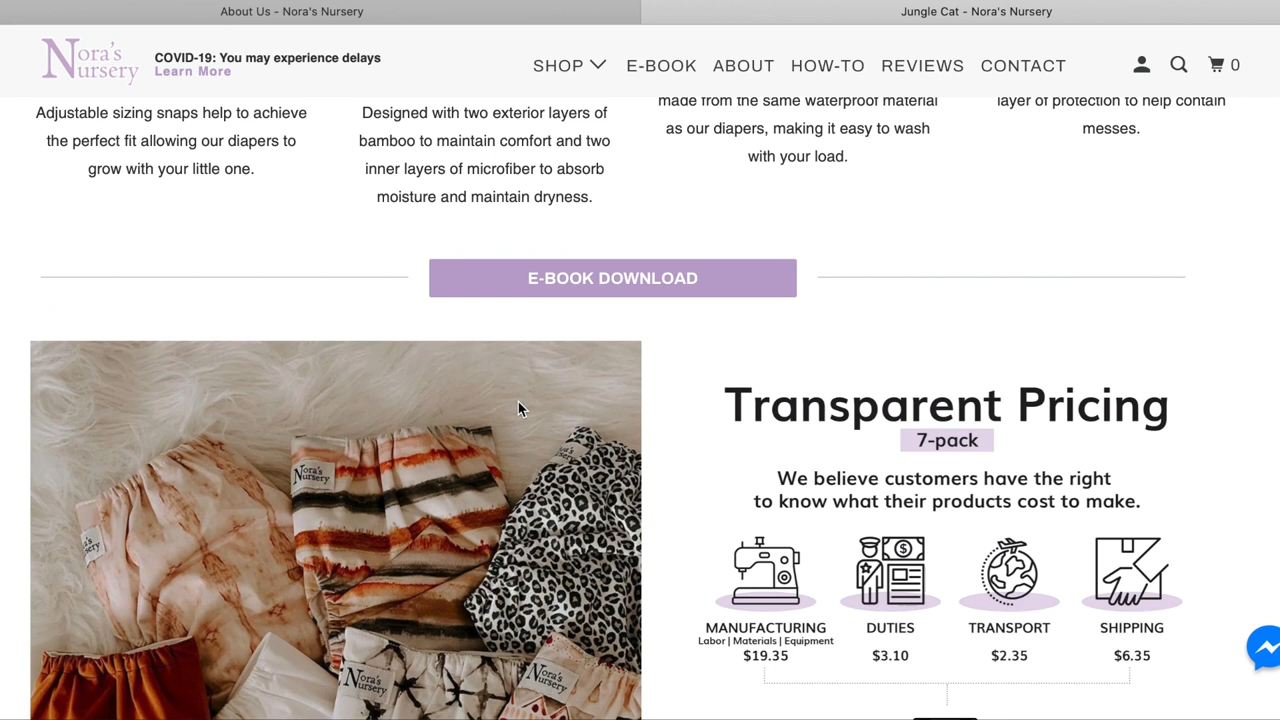 About Us - Nora's Nursery
Jungle Cat - Nora's Nursery
Nora's
Nursery
COVID-19: You may experience delays
Learn More
SHOP
E-BOOK
ABOUT
HOW-TO
REVIEWS
CONTACT
0
Adjustable sizing snaps help to achieve
the perfect fit allowing our diapers to
grow with your little one.
Designed with two exterior layers of
bamboo to maintain comfort and two
inner layers of microfiber to absorb
moisture and maintain dryness.
made from the same waterproof material
as our diapers, making it easy to wash
with your load.
layer of protection to help contain
messes.
E-BOOK DOWNLOAD
Nora's
Nursery
Nora's
Nursery
Nora's
Nursery
Transparent Pricing
7-pack
We believe customers have the right
to know what their products cost to make.
$
MANUFACTURING
Labor | Materials | Equipment
$19.35
DUTIES
$3.10
TRANSPORT
$2.35
SHIPPING
$6.35